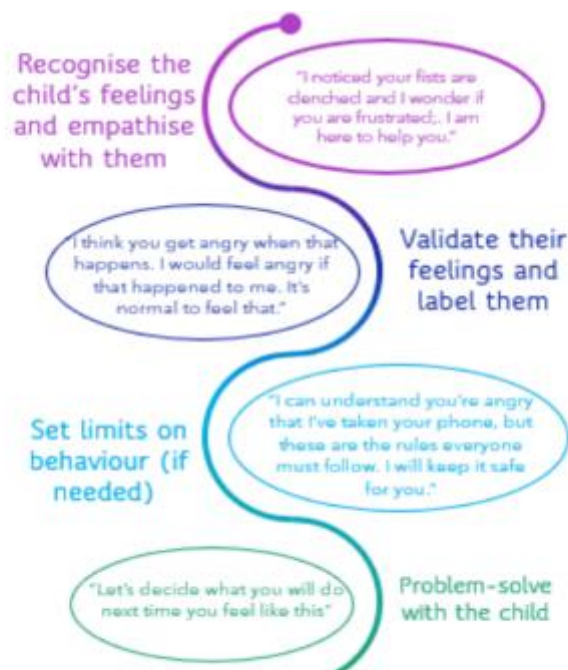 Recognise the
child's feelings
and empathise
with them
"I noticed your fists are
clenched and I wonder if
you are frustrated;. I am
here to help you."
"I think you get angry when that
happens. I would feel angry if
that happened to me. It's
normal to feel that."
Validate their
feelings and
label them
Set limits on
behaviour (if
needed)
"I can understand you're angry
that I've taken your phone, but
these are the rules everyone
must follow. I will keep it safe
for you."
"Let's decide what you will do
next time you feel like this"
Problem-solve
with the child